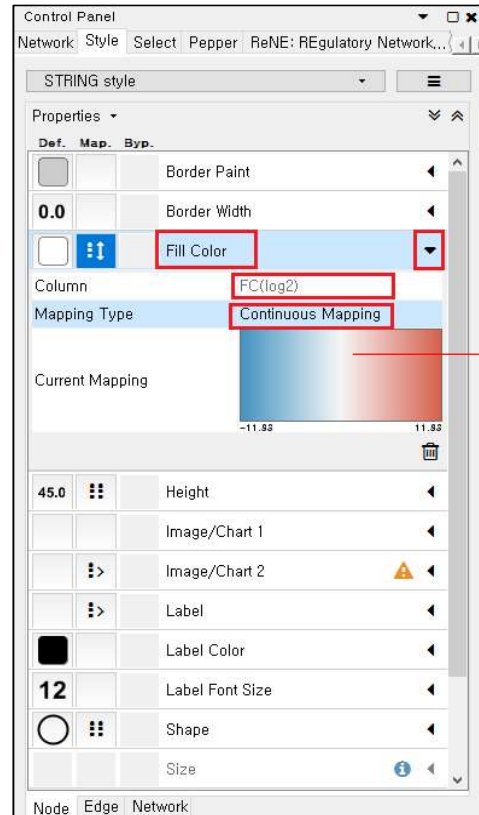 Control Panel
Network Style Select Pepper ReNE: REgulatory Network...
STRING style
Properties
Def. Map. Byp.
Border Paint
0.0 Border Width
Fill Color
Column FC(log2)
Mapping Type Continuous Mapping
Current Mapping
-11.93 11.93
45.0 Height
Image/Chart 1
Image/Chart 2
Label
Label Color
12 Label Font Size
Shape
Size
Node Edge Network